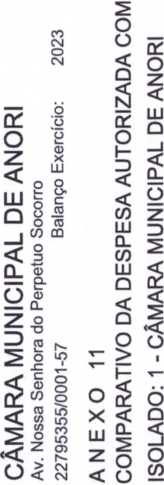 CÂMARA MUNICIPAL DE ANORI
Av. Nossa Senhora do Perpetuo Socorro
22795355/0001-57 Balanço Exercício: 2023
ANEXO 11
COMPARATIVO DA DESPESA AUTORIZADA COM
ISOLADO: 1 - CÂMARA MUNICIPAL DE ANORI